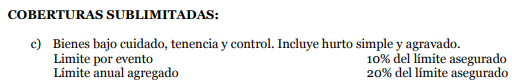 COBERTURAS SUBLIMITADAS:
c) Bienes bajo cuidado, tenencia y control. Incluye hurto simple y agravado.
Limite por evento 10% del límite asegurado
Límite anual agregado 20% del límite asegurado